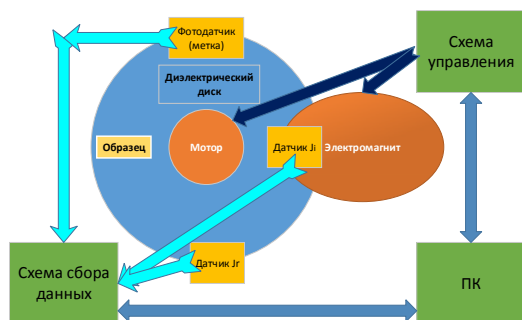 Фотодатчик
(метка)
Схема
управления
Диэлектрический
диск
Образец
Мотор
Датчик Ji
Электромагнит
Схема сбора
данных
Датчик Jr
ПК